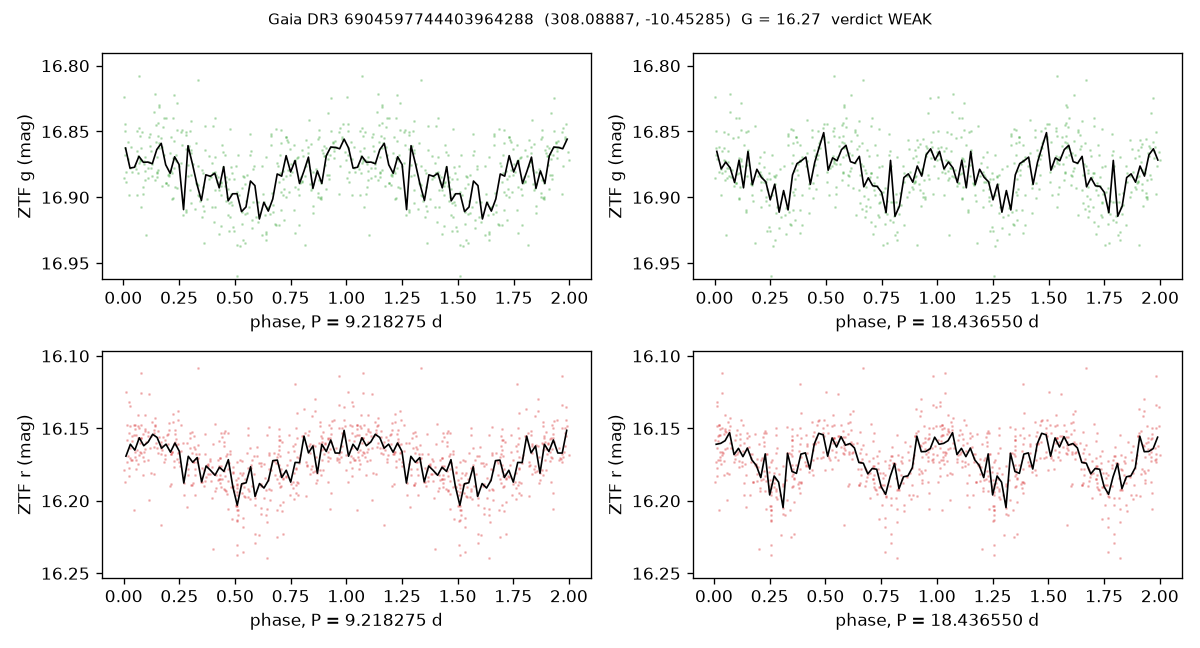 Gaia DR3 6904597744403964288 (308.08887, -10.45285) G = 16.27 verdict WEAK
ZTF g (mag)
16.80
16.85
16.90
16.95
0.00 0.25 0.50 0.75 1.00 1.25 1.50 1.75 2.00
phase, P = 9.218275 d
ZTF g (mag)
16.80
16.85
16.90
16.95
0.00 0.25 0.50 0.75 1.00 1.25 1.50 1.75 2.00
phase, P = 18.436550 d
ZTF r (mag)
16.10
16.15
16.20
16.25
0.00 0.25 0.50 0.75 1.00 1.25 1.50 1.75 2.00
phase, P = 9.218275 d
ZTF r (mag)
16.10
16.15
16.20
16.25
0.00 0.25 0.50 0.75 1.00 1.25 1.50 1.75 2.00
phase, P = 18.436550 d